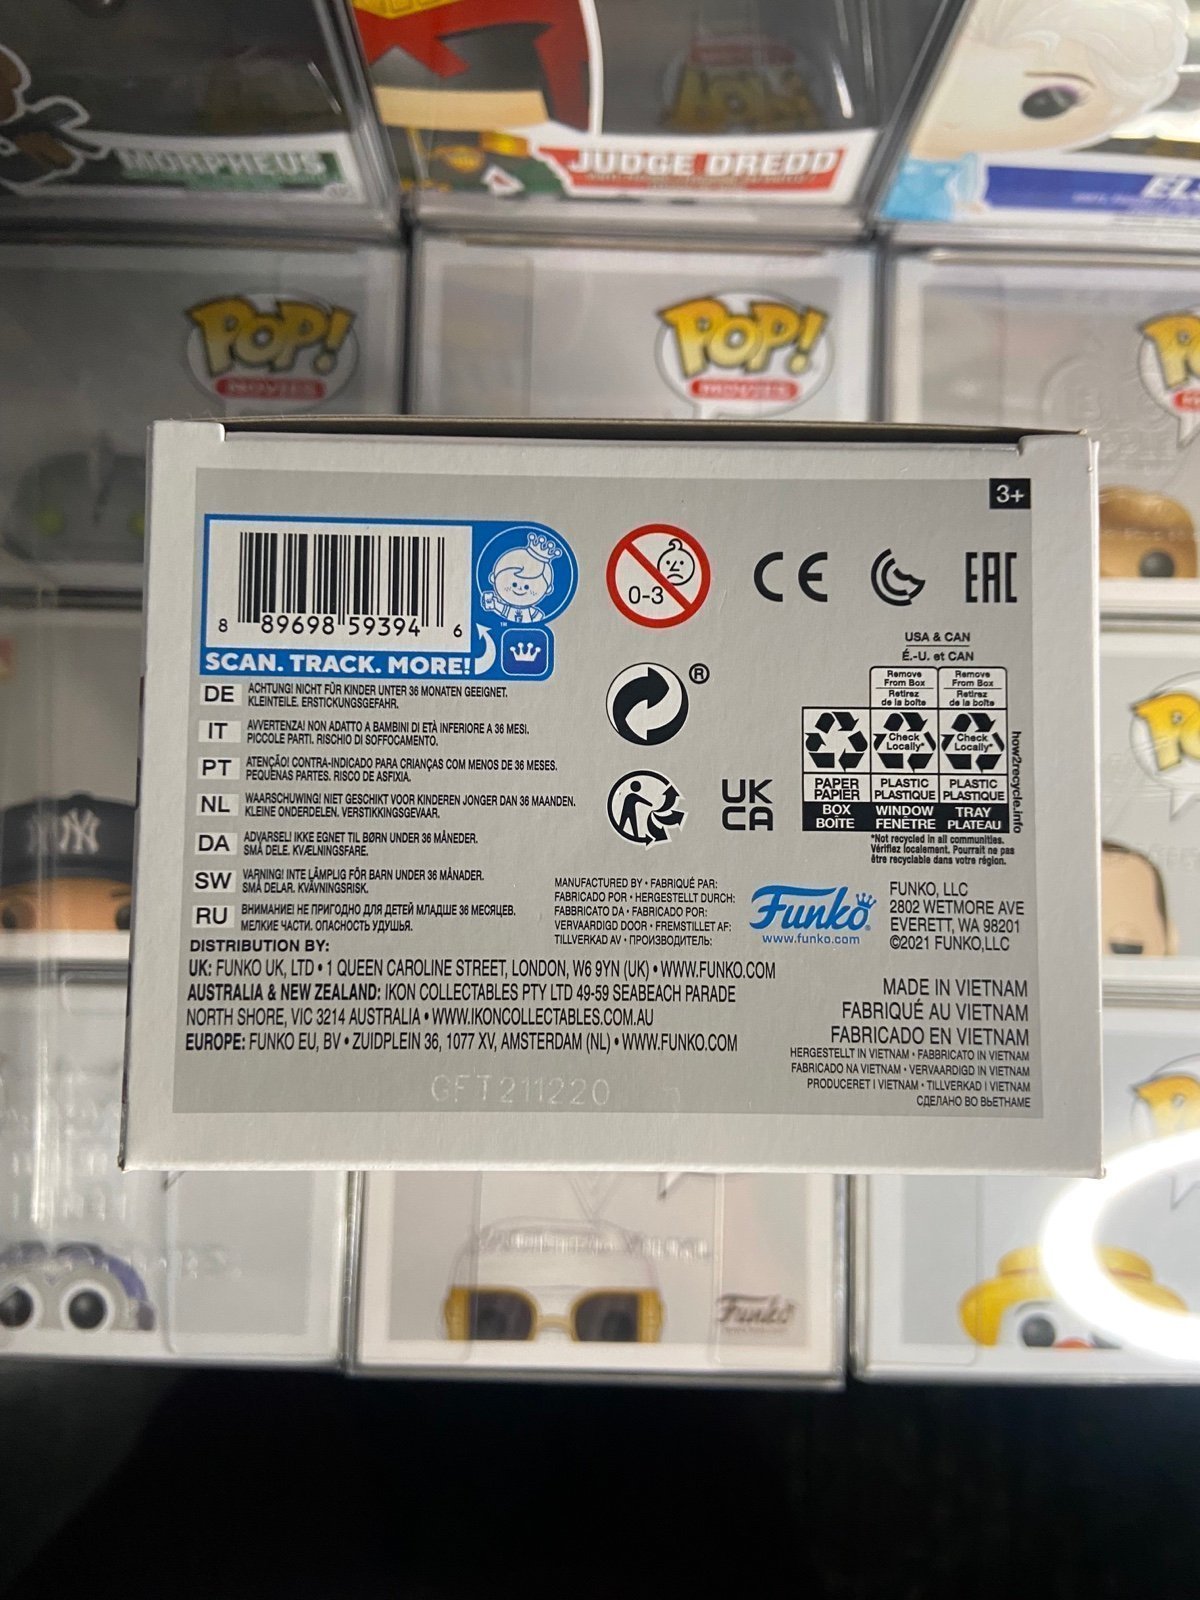 MORPHEUS
JUDGE DREDD
POP!
MOVIES
POP!
MOVIES
3+
8 89698 59394 6
SCAN. TRACK. MORE!
™
0-3
CE
EAC
USA & CAN
É.-U. et CAN
Remove From Box
Retirez de la boîte
Remove From Box
Retirez de la boîte
Check Locally*
Check Locally*
PAPER PAPIER
PLASTIC PLASTIQUE
PLASTIC PLASTIQUE
BOX BOÎTE
WINDOW FENÊTRE
TRAY PLATEAU
how2recycle.info
*Not recycled in all communities.
Vérifiez localement. Pourrait ne pas
être recyclable dans votre région.
®
UK
CA
DE ACHTUNG! NICHT FÜR KINDER UNTER 36 MONATEN GEEIGNET.
KLEINTEILE. ERSTICKUNGSGEFAHR.
IT AVVERTENZA! NON ADATTO A BAMBINI DI ETÀ INFERIORE A 36 MESI.
PICCOLE PARTI. RISCHIO DI SOFFOCAMENTO.
PT ATENÇÃO! CONTRA-INDICADO PARA CRIANÇAS COM MENOS DE 36 MESES.
PEQUENAS PARTES. RISCO DE ASFIXIA.
NL WAARSCHUWING! NIET GESCHIKT VOOR KINDEREN JONGER DAN 36 MAANDEN.
KLEINE ONDERDELEN. VERSTIKKINGSGEVAAR.
DA ADVARSEL! IKKE EGNET TIL BØRN UNDER 36 MÅNEDER.
SMÅ DELE. KVÆLNINGSFARE.
SW VARNING! INTE LÄMPLIG FÖR BARN UNDER 36 MÅNADER.
SMÅ DELAR. KVÄVNINGSRISK.
RU ВНИМАНИЕ! НЕ ПРИГОДНО ДЛЯ ДЕТЕЙ МЛАДШЕ 36 МЕСЯЦЕВ.
МЕЛКИЕ ЧАСТИ. ОПАСНОСТЬ УДУШЬЯ.
MANUFACTURED BY • FABRIQUÉ PAR:
FABRICADO POR • HERGESTELLT DURCH:
FABBRICATO DA • FABRICADO POR:
VERVAARDIGD DOOR • FREMSTILLET AF:
TILLVERKAD AV • ПРОИЗВОДИТЕЛЬ:
Funko
www.funko.com
FUNKO, LLC
2802 WETMORE AVE
EVERETT, WA 98201
©2021 FUNKO,LLC
DISTRIBUTION BY:
UK: FUNKO UK, LTD • 1 QUEEN CAROLINE STREET, LONDON, W6 9YN (UK) • WWW.FUNKO.COM
AUSTRALIA & NEW ZEALAND: IKON COLLECTABLES PTY LTD 49-59 SEABEACH PARADE
NORTH SHORE, VIC 3214 AUSTRALIA • WWW.IKONCOLLECTABLES.COM.AU
EUROPE: FUNKO EU, BV • ZUIDPLEIN 36, 1077 XV, AMSTERDAM (NL) • WWW.FUNKO.COM
MADE IN VIETNAM
FABRIQUÉ AU VIETNAM
FABRICADO EN VIETNAM
HERGESTELLT IN VIETNAM • FABBRICATO IN VIETNAM
FABRICADO NA VIETNAM • VERVAARDIGD IN VIETNAM
PRODUCERET I VIETNAM • TILLVERKAD I VIETNAM
СДЕЛАНО ВО ВЬЕТНАМЕ
GFT211220
Funko